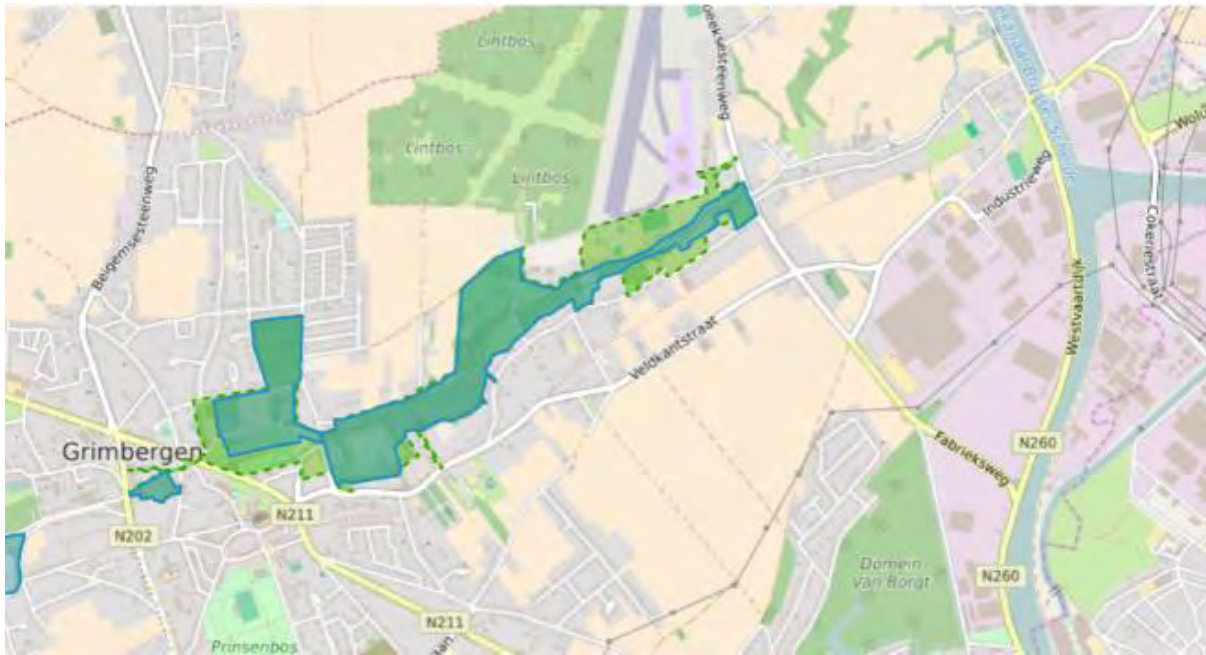 Lintbos
Lintbos
Lintbos
Beigemsesteenweg
Industrieweg
Cokeriestraat
Westvaartdijk
Veldkantstraat
Grimbergen
Fabrieksweg
N260
N211
N202
Domein
Van Borgt
N260
N211
Prinsenbos